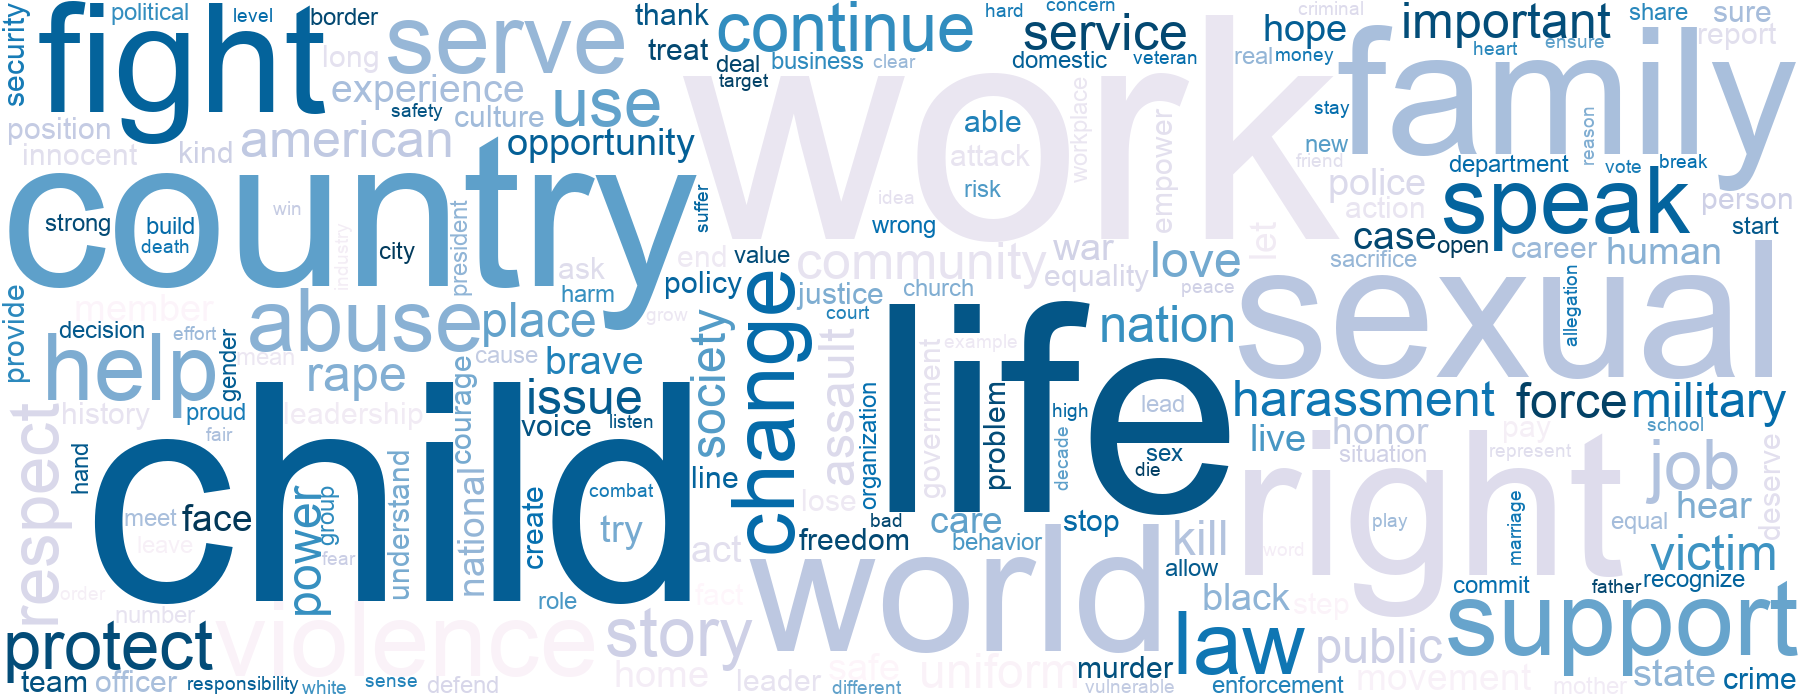 security
political
level
border
fight
serve
long
experience
safety
culture
position
innocent
kind
american
thank
treat
continue
deal
business
clear
target
use
opportunity
hard
concern
service
domestic
veteran
hope
criminal
real
money
important
heart
ensure
share
sure
report
work
family
able
attack
risk
idea
workplace
empower
stay
new
friend
reason
department
vote
break
police
action
speak
person
start
country
strong
build
death
win
city
industry
president
suffer
wrong
let
case
open
career
human
sacrifice
ask
harm
end
policy
value
community
war
equality
love
peace
justice
church
court
member
provide
decision
effort
gender
mean
abuse
place
grow
help
rape
cause
brave
society
change
assault
government
example
life
nation
sexual
allegation
respect
history
proud
fair
leadership
courage
issue
voice
listen
organization
problem
high
decade
lead
sex
die
harassment
force
military
school
live
honor
situation
pay
represent
job
hear
deserve
hand
child
line
lose
meet
face
leave
power
group
fear
understand
national
create
combat
try
act
freedom
bad
care
behavior
stop
kill
allow
right
play
word
marriage
equal
victim
order
number
role
fact
world
black
step
commit
father
recognize
protect
violence
story
law
public
support
team
officer
responsibility
white
sense
defend
home
leader
safe
different
uniform
murder
vulnerable
enforcement
movement
mother
state
crime